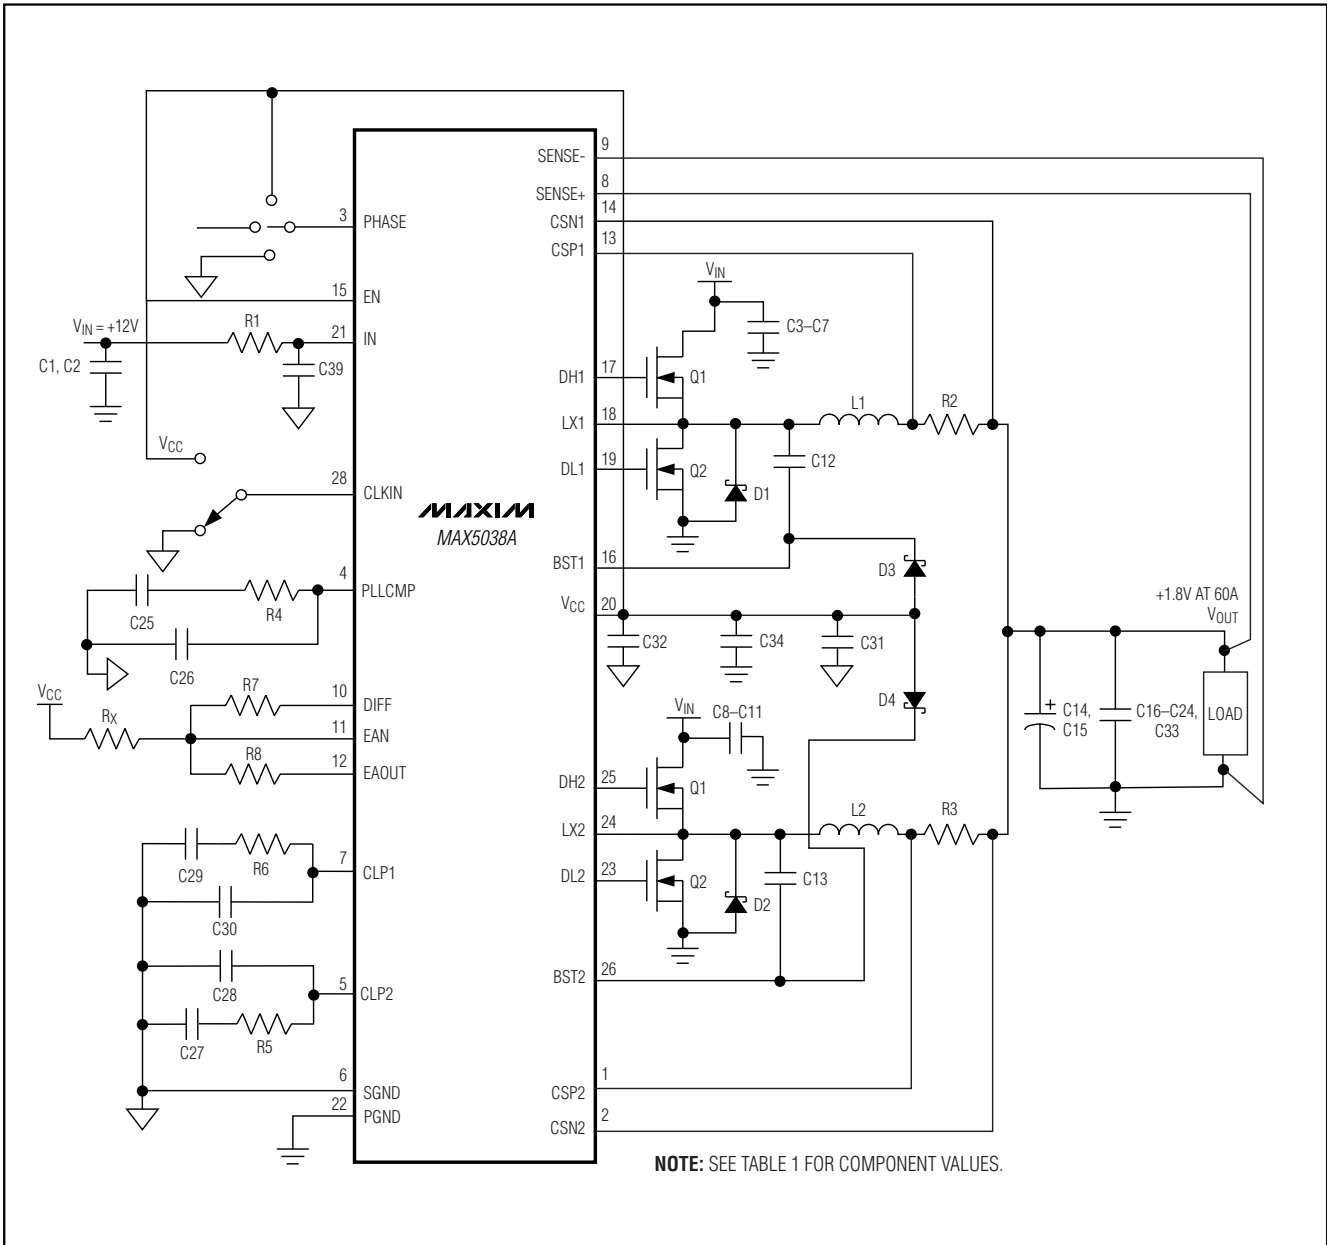 9
SENSE-
8
SENSE+
14
CSN1
13
CSP1
3
PHASE
15
EN
VIN = +12V
R1
21
IN
C1, C2
C39
VIN
C3–C7
17
DH1
Q1
18
LX1
L1
R2
19
DL1
Q2
D1
C12
VCC
28
CLKIN
MAXIM
MAX5038A
16
BST1
D3
4
PLLCMP
C25
R4
C26
VCC
20
C32
C34
C31
+1.8V AT 60A
VOUT
VCC
RX
R7
10
DIFF
11
EAN
R8
12
EAOUT
D4
VIN
C8–C11
C14,
C15
C16–C24,
C33
LOAD
25
DH2
Q1
24
LX2
L2
R3
23
DL2
Q2
D2
C13
C29
R6
7
CLP1
C30
C28
5
CLP2
C27
R5
26
BST2
6
SGND
22
PGND
1
CSP2
2
CSN2
NOTE: SEE TABLE 1 FOR COMPONENT VALUES.